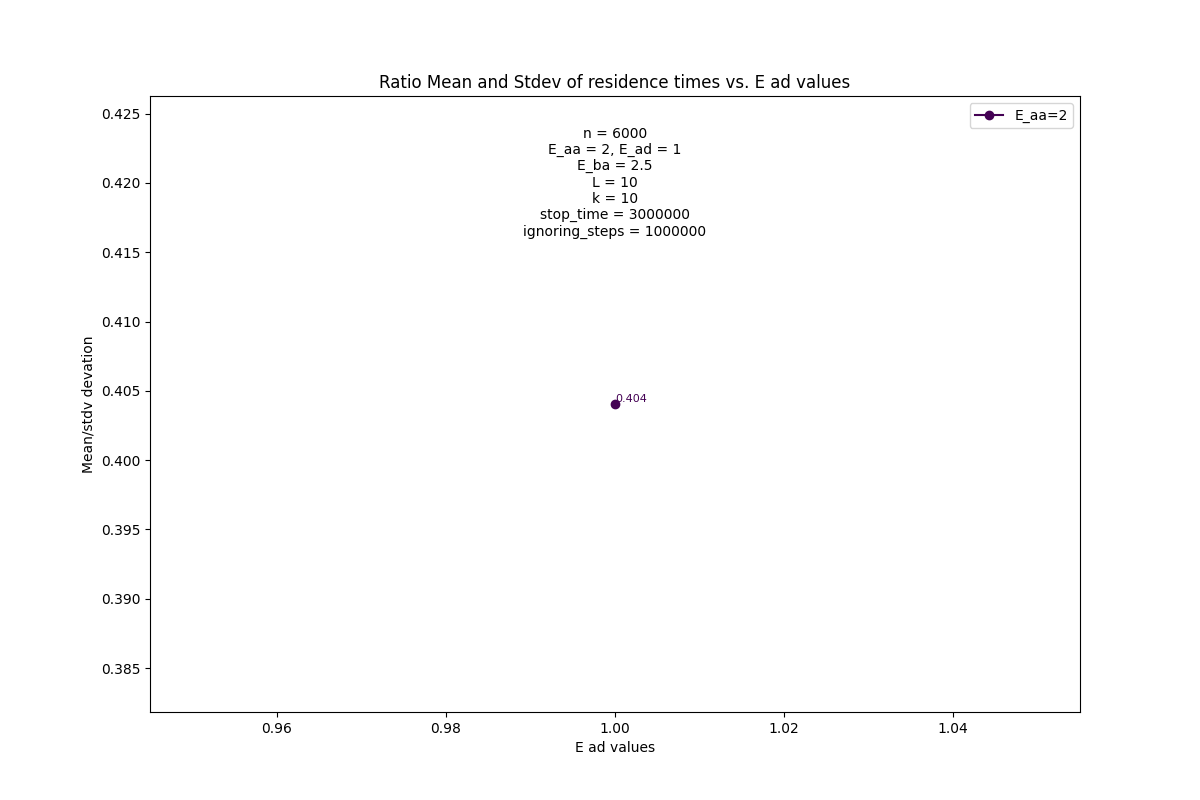 Ratio Mean and Stdev of residence times vs. E ad values
E_aa=2
n = 6000
E_aa = 2, E_ad = 1
E_ba = 2.5
L = 10
k = 10
stop_time = 3000000
ignoring_steps = 1000000
0.425
0.420
0.415
0.410
0.405
0.400
0.395
0.390
0.385
Mean/stdv devation
0.404
0.96
0.98
1.00
1.02
1.04
E ad values